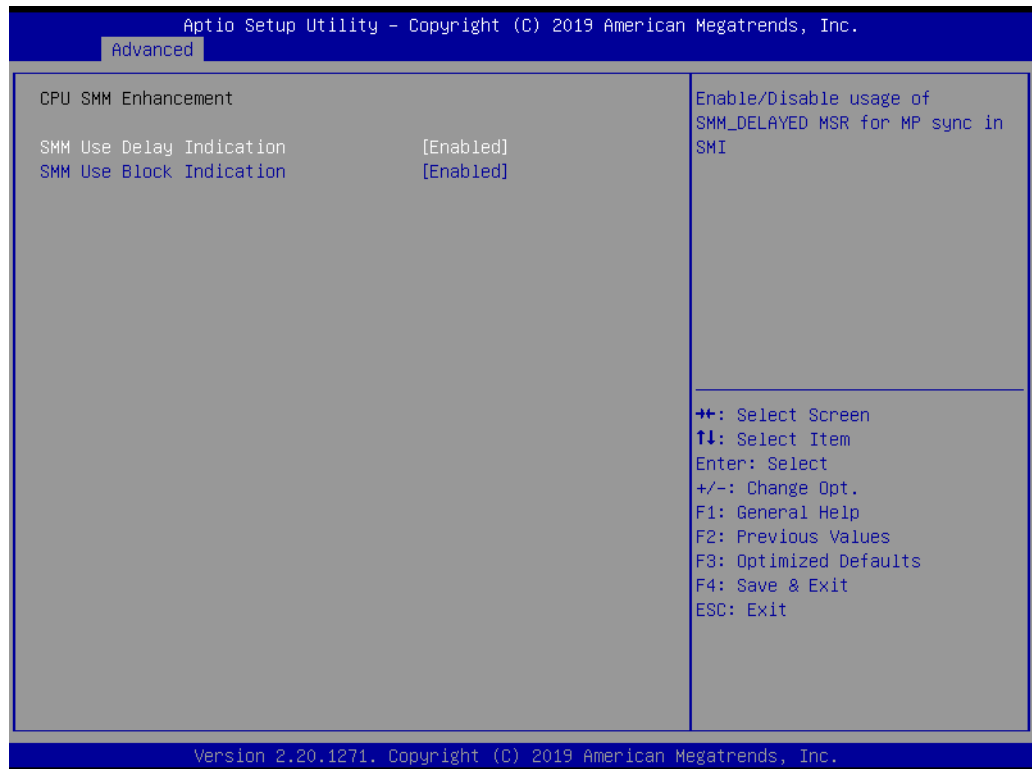 Aptio Setup Utility – Copyright (C) 2019 American Megatrends, Inc.
Advanced
CPU SMM Enhancement
SMM Use Delay Indication [Enabled]
SMM Use Block Indication [Enabled]
Enable/Disable usage of
SMM_DELAYED MSR for MP sync in
SMI
→←: Select Screen
↑↓: Select Item
Enter: Select
+/-: Change Opt.
F1: General Help
F2: Previous Values
F3: Optimized Defaults
F4: Save & Exit
ESC: Exit
Version 2.20.1271. Copyright (C) 2019 American Megatrends, Inc.